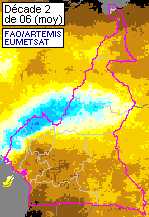 Décade 2
de 06 (moy)
FAO/ARTEMIS
EUMETSAT